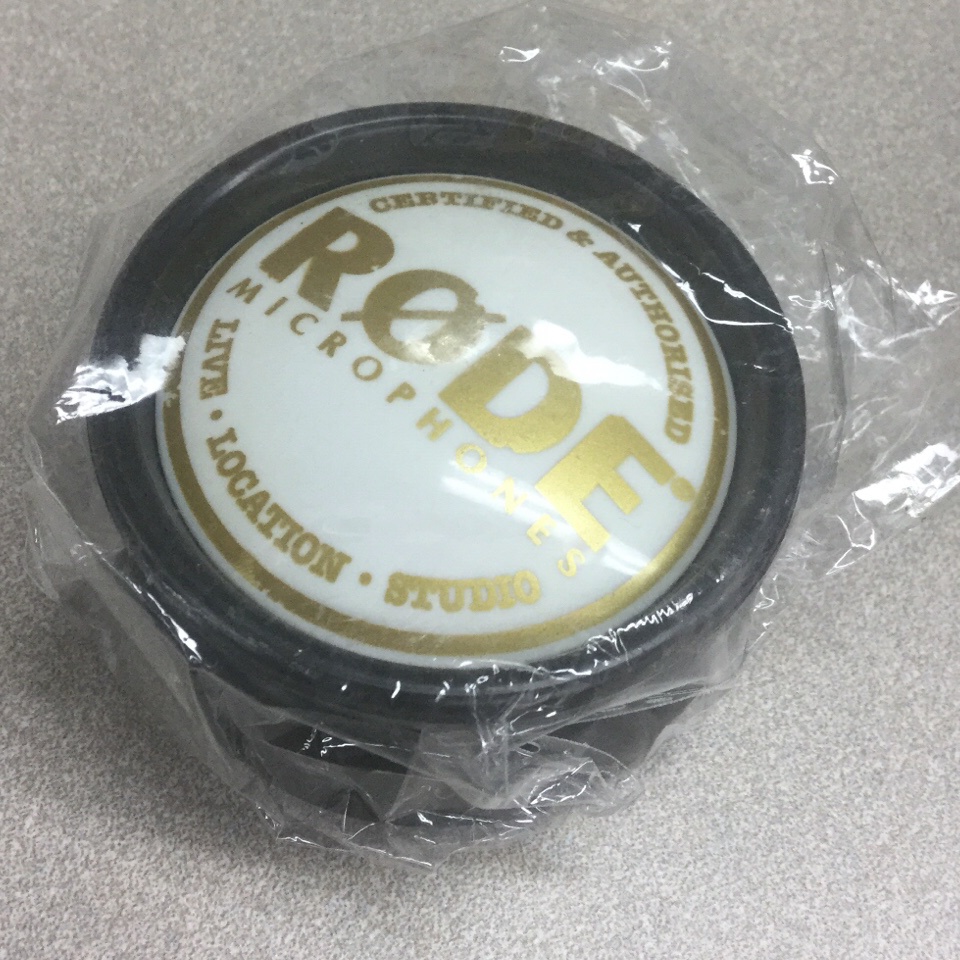 CERTIFIED & AUTHORISED
RØDE
MICROPHONES
LIVE · LOCATION · STUDIO